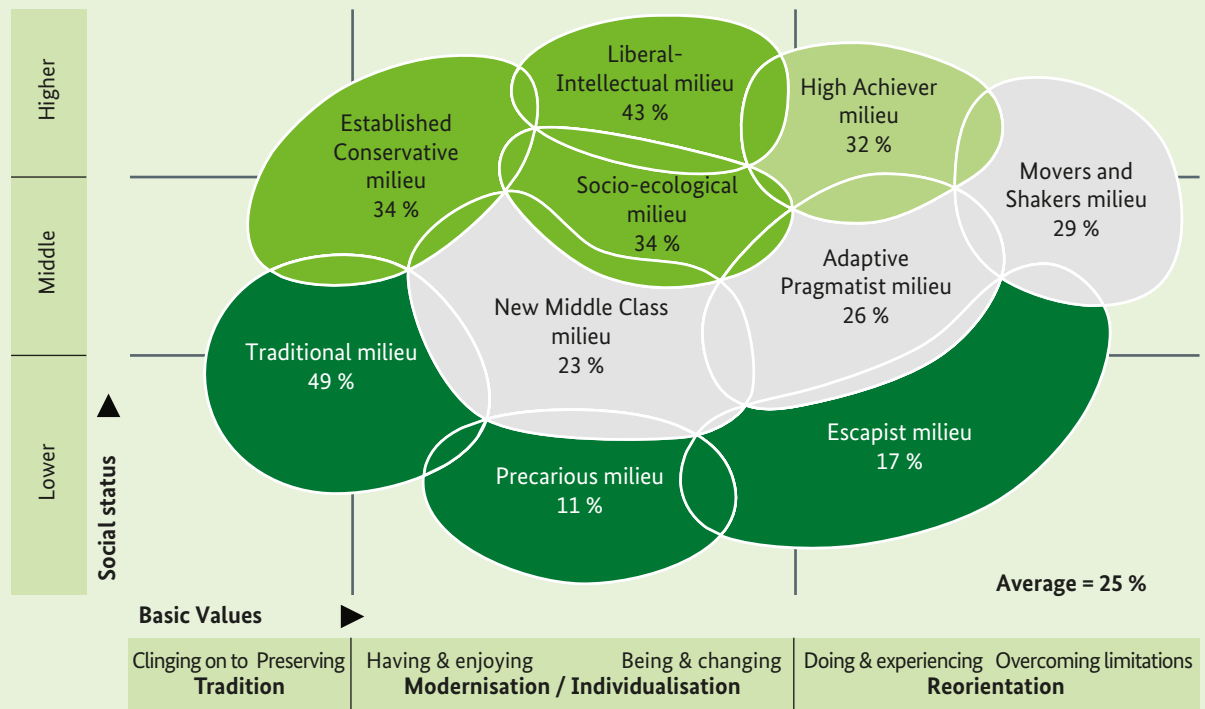 Higher
Middle
Lower
Social status
Liberal-
Intellectual milieu
43 %
High Achiever
milieu
32 %
Established
Conservative
milieu
34 %
Movers and
Shakers milieu
29 %
Socio-ecological
milieu
34 %
Adaptive
Pragmatist milieu
26 %
New Middle Class
milieu
23 %
Traditional milieu
49 %
Escapist milieu
17 %
Precarious milieu
11 %
Average = 25 %
Basic Values
Clinging on to Preserving
Tradition
Having & enjoying Being & changing
Modernisation / Individualisation
Doing & experiencing Overcoming limitations
Reorientation